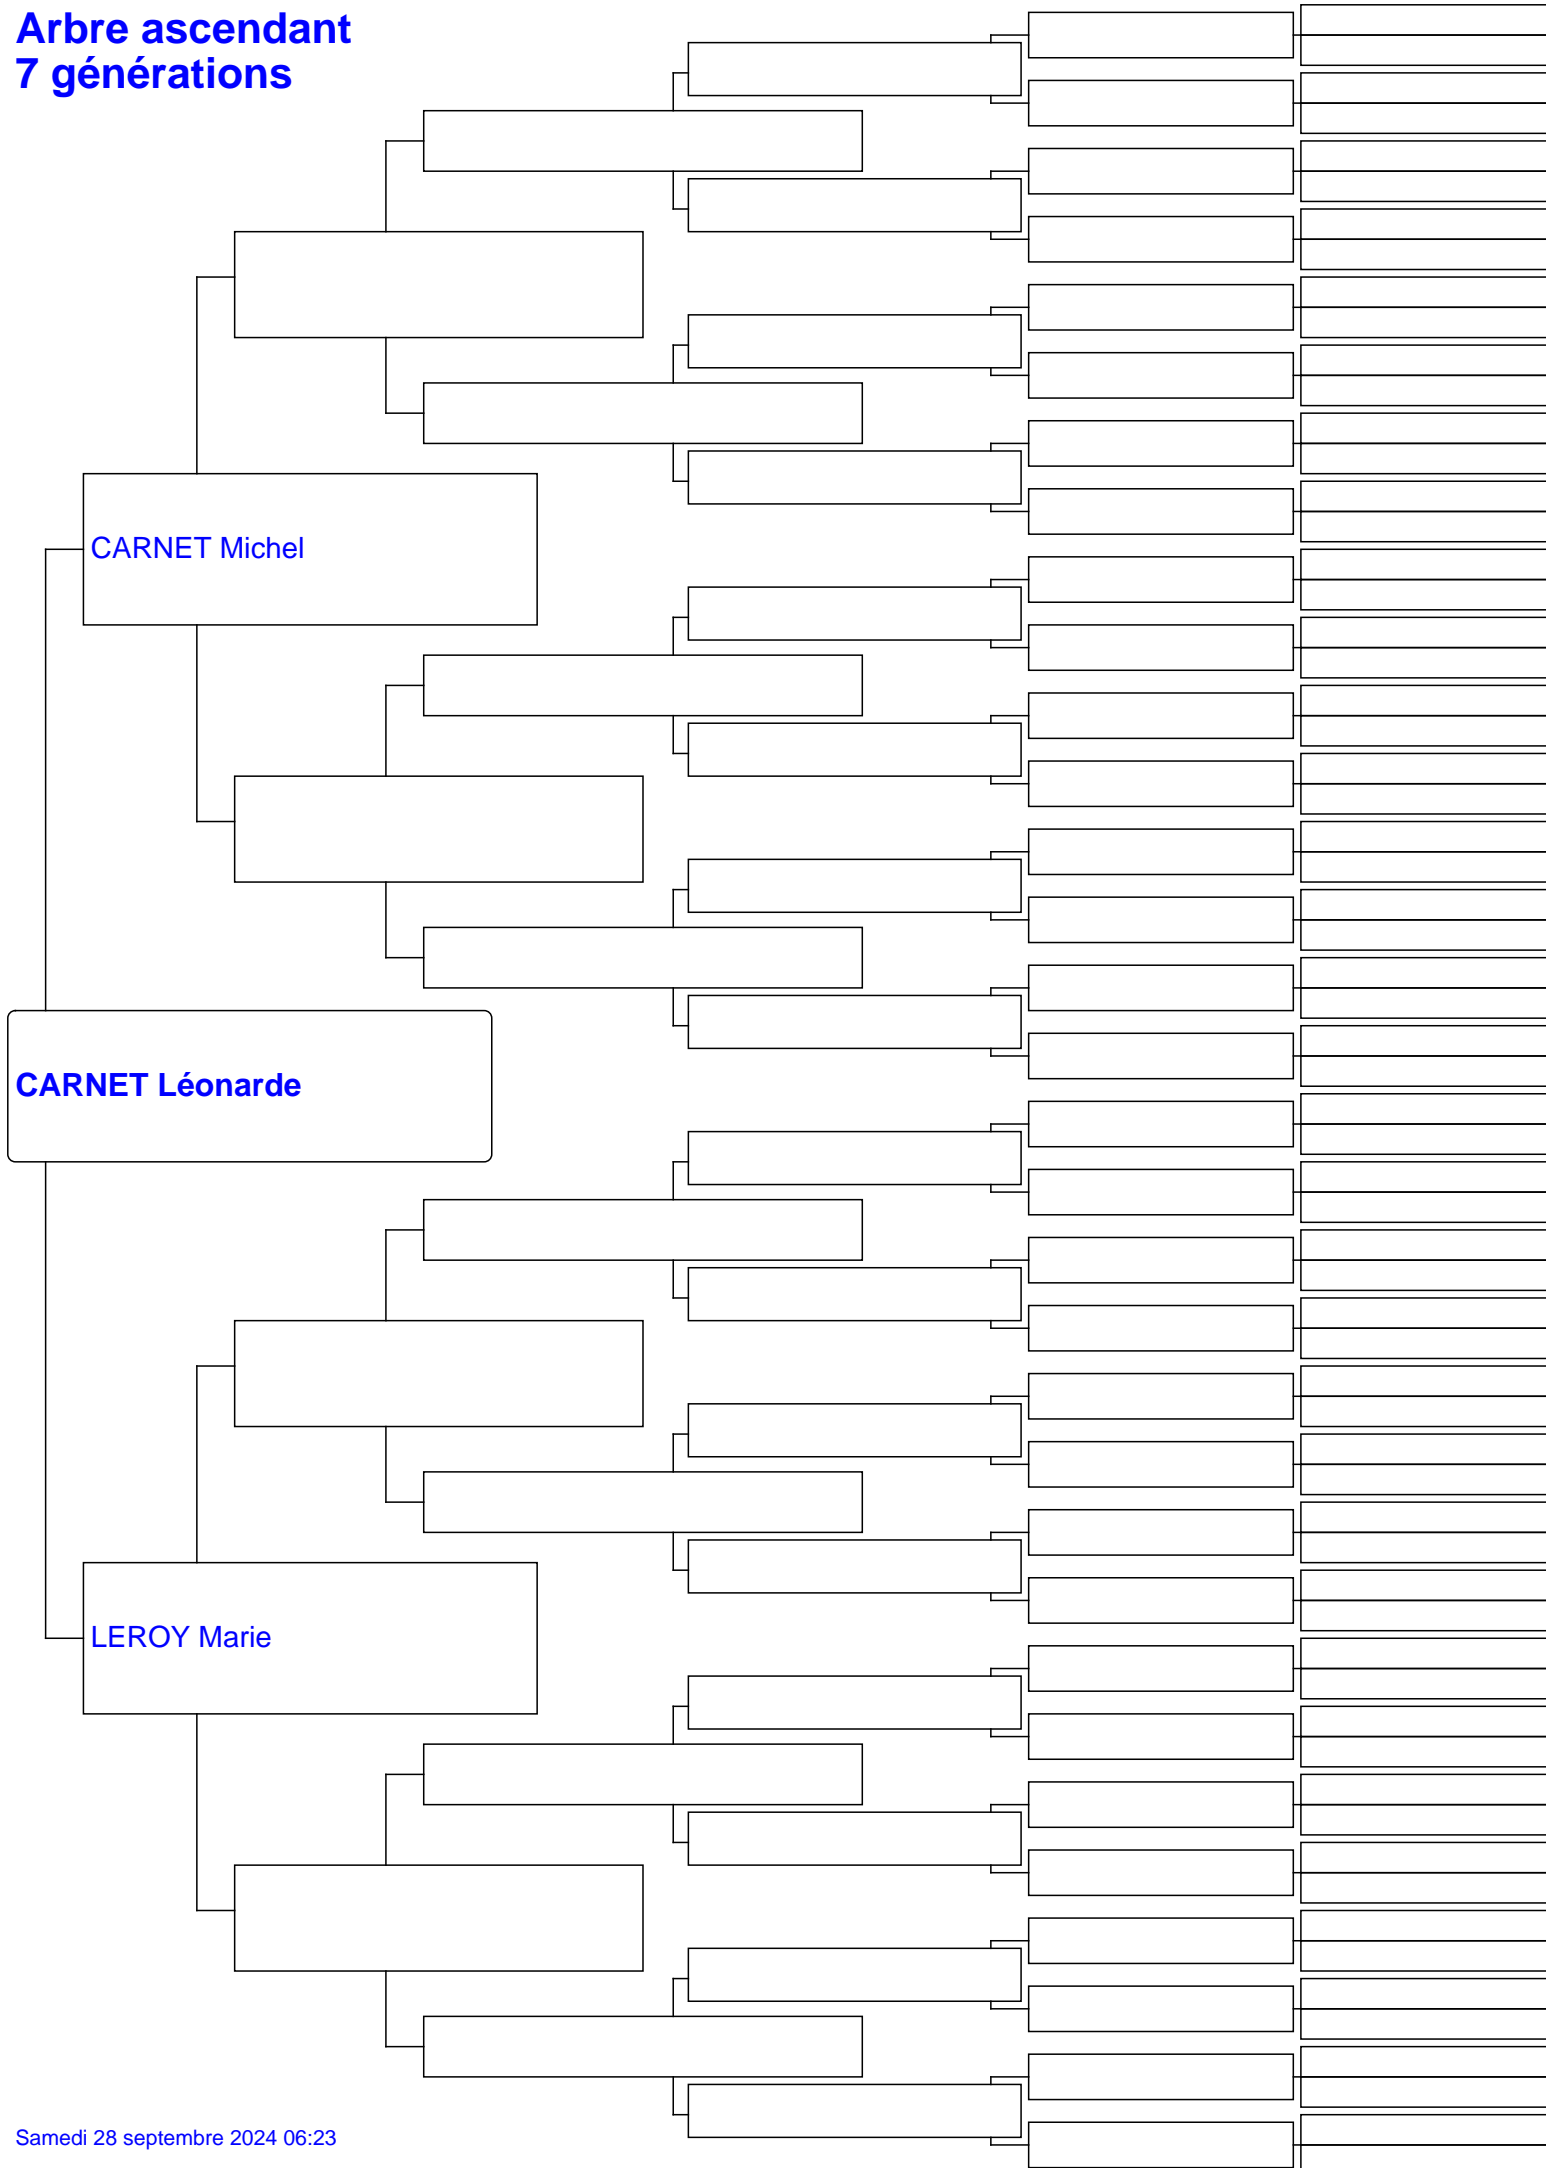 Arbre ascendant
7 générations
CARNET Michel
CARNET Léonarde
LEROY Marie
Samedi 28 septembre 2024 06:23